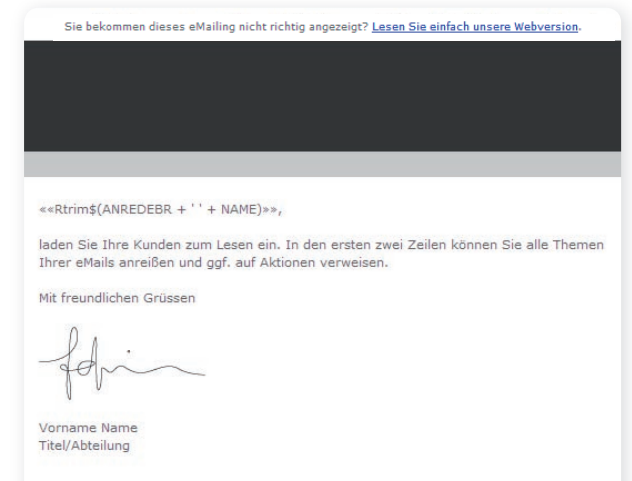 Sie bekommen dieses eMailing nicht richtig angezeigt? Lesen Sie einfach unsere Webversion.
««Rtrim$(ANREDEBR + ' ' + NAME)»»,
laden Sie Ihre Kunden zum Lesen ein. In den ersten zwei Zeilen können Sie alle Themen
Ihrer eMails anreißen und ggf. auf Aktionen verweisen.
Mit freundlichen Grüssen
Vorname Name
Titel/Abteilung